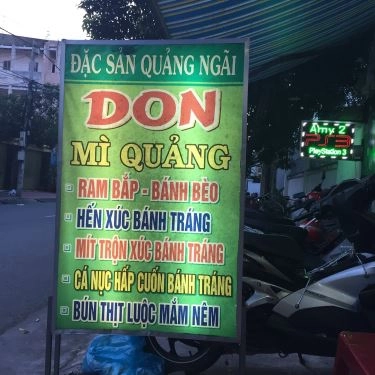 ĐẶC SẢN QUẢNG NGÃI
DON
MÌ QUẢNG
RAM BẮP - BÁNH BÈO
HẾN XÚC BÁNH TRÁNG
MÍT TRỘN XÚC BÁNH TRÁNG
CÁ NỤC HẤP CUỐN BÁNH TRÁNG
BÚN THỊT LUỘC MẮM NÊM
Amy 2
PS3
PlayStation 3